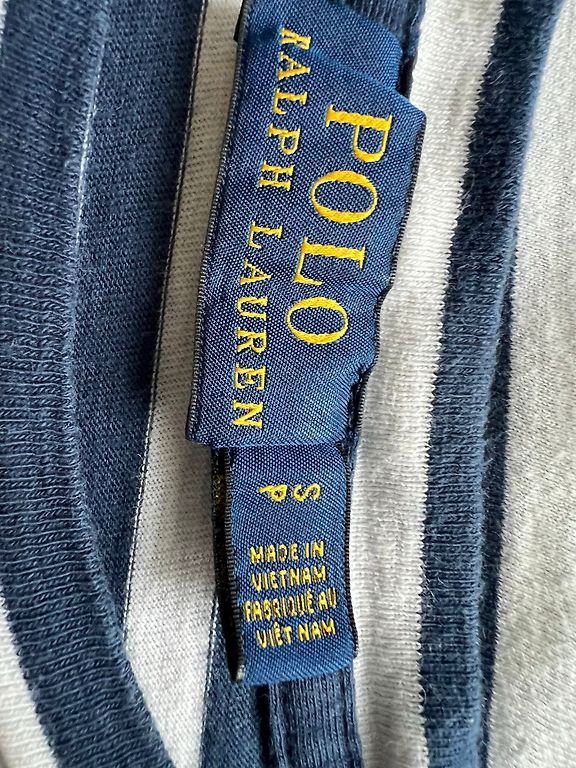 POLO
RALPH LAUREN
S
P
MADE IN
VIETNAM
FABRIQUÉ AU
VIÊT NAM